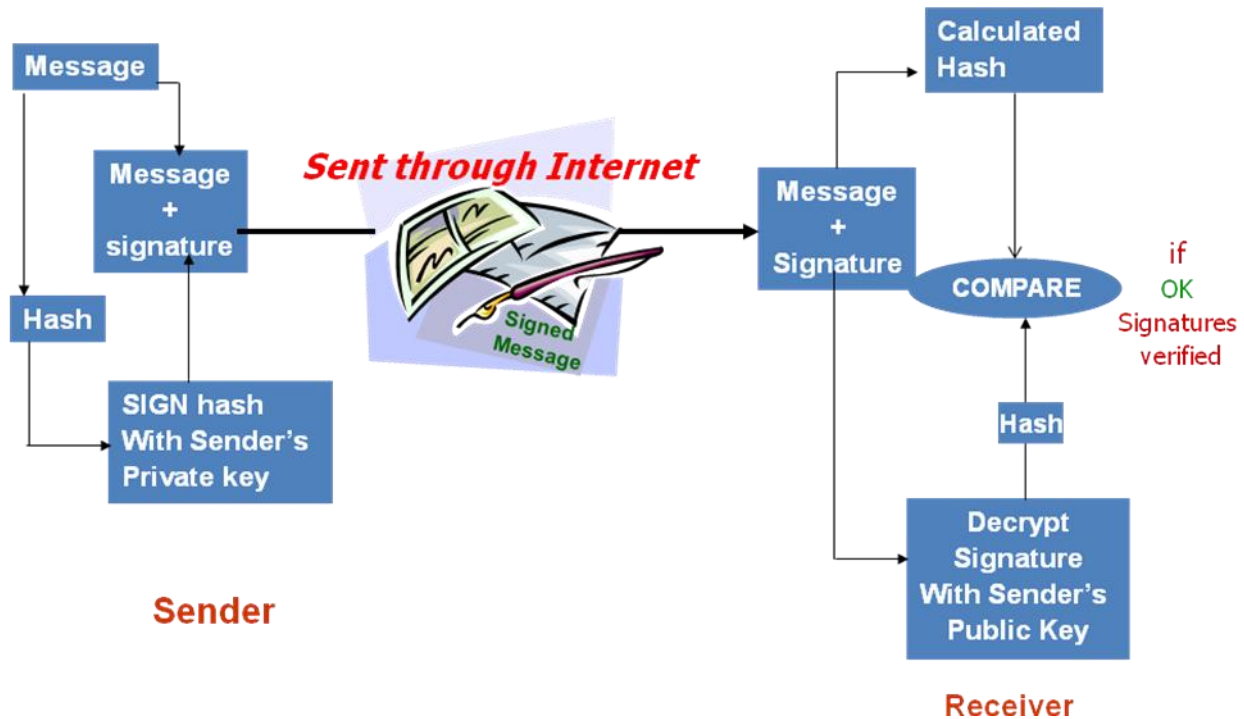 Message
Message
+
signature
Hash
SIGN hash
With Sender's
Private key
Sender
Sent through Internet
Signed
Message
Calculated
Hash
Message
+
Signature
COMPARE
if
OK
Signatures
verified
Hash
Decrypt
Signature
With Sender's
Public Key
Receiver